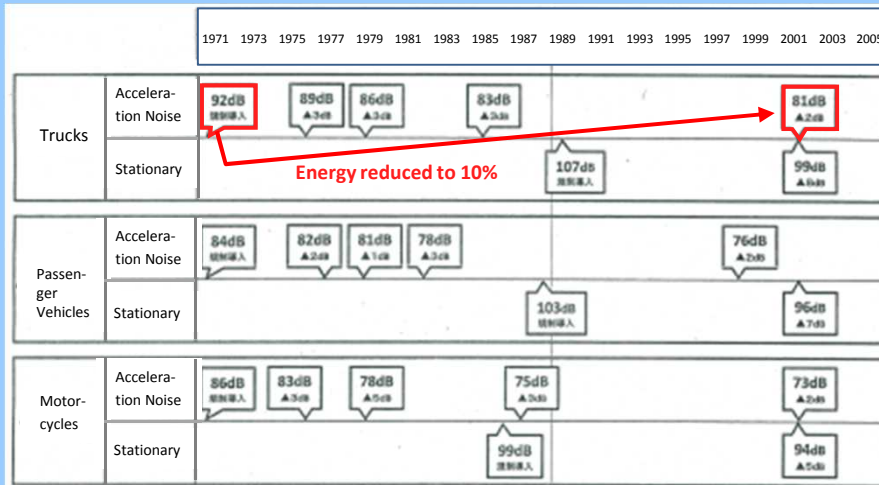 1971 1973 1975 1977 1979 1981 1983 1985 1987 1989 1991 1993 1995 1997 1999 2001 2003 2005
Trucks
Accelera-
tion Noise
92dB
規制導入
89dB
▲3dB
86dB
▲3dB
83dB
▲3dB
81dB
▲2dB
Energy reduced to 10%
Stationary
107dB
規制導入
99dB
▲8dB
Passen-
ger
Vehicles
Accelera-
tion Noise
84dB
規制導入
82dB
▲2dB
81dB
▲1dB
78dB
▲3dB
76dB
▲2dB
Stationary
103dB
規制導入
96dB
▲7dB
Motor-
cycles
Accelera-
tion Noise
86dB
規制導入
83dB
▲3dB
78dB
▲5dB
75dB
▲3dB
73dB
▲2dB
Stationary
99dB
規制導入
94dB
▲5dB